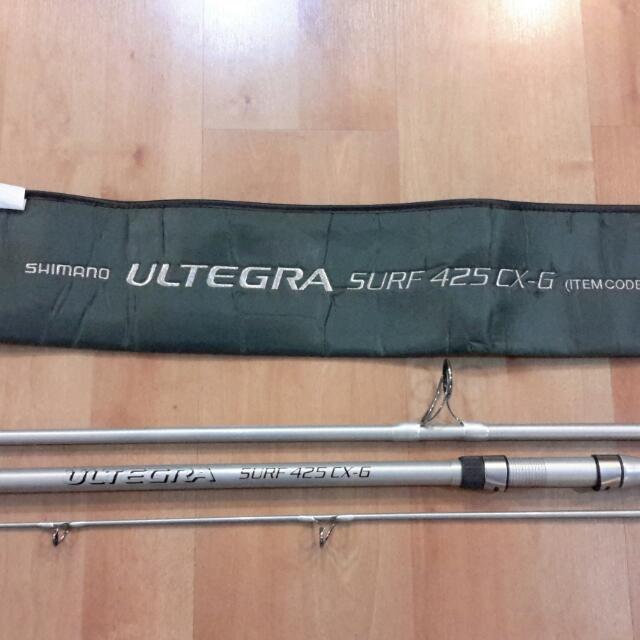 SHIMANO ULTEGRA SURF 425 CX-G (ITEM CODE
ULTEGRA SURF 425 CX-G